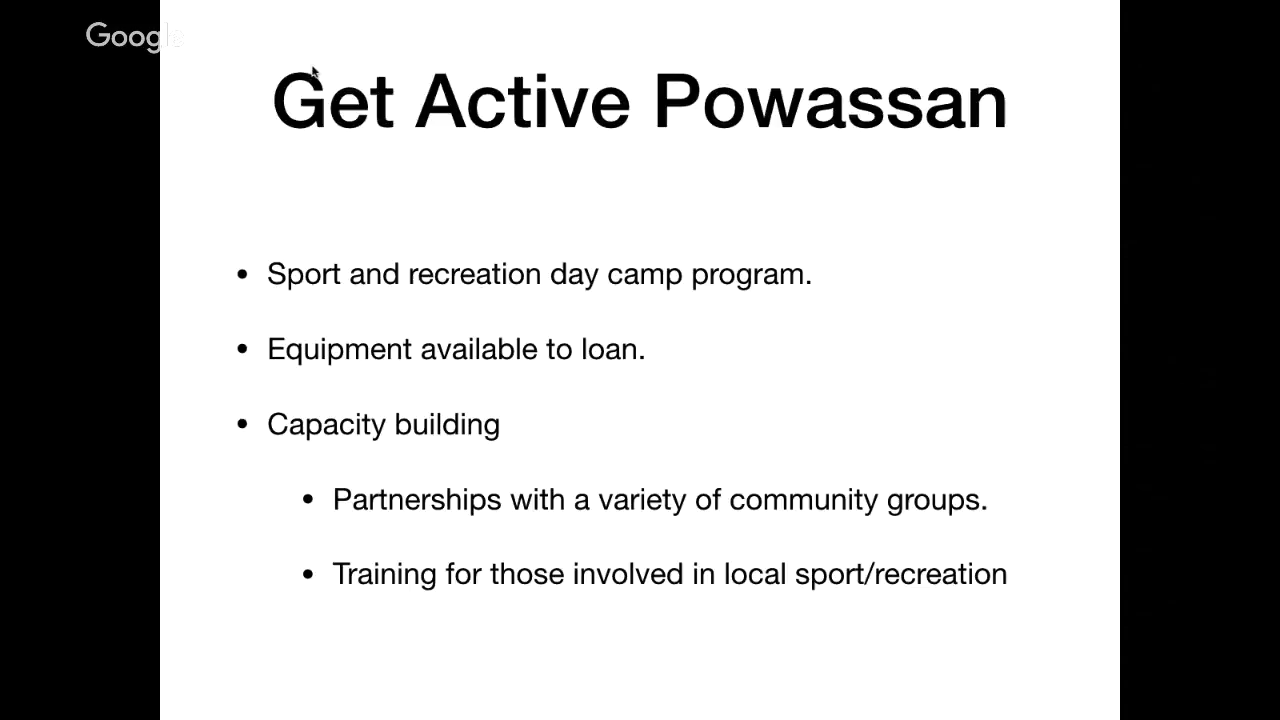 Google
Get Active Powassan
• Sport and recreation day camp program.
• Equipment available to loan.
• Capacity building
• Partnerships with a variety of community groups.
• Training for those involved in local sport/recreation